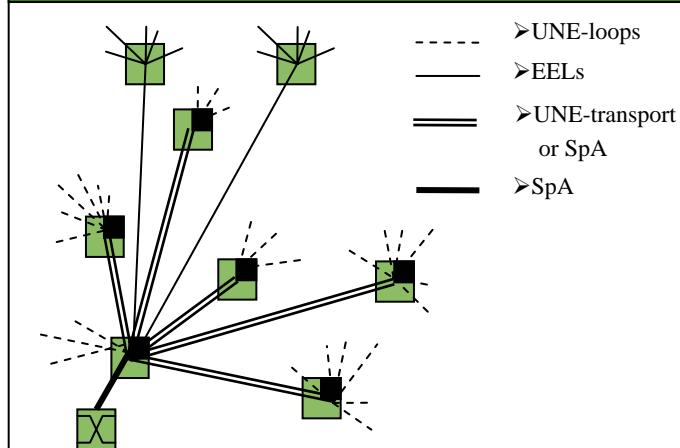 ➢UNE-loops
➢EELs
➢UNE-transport
or SpA
➢SpA